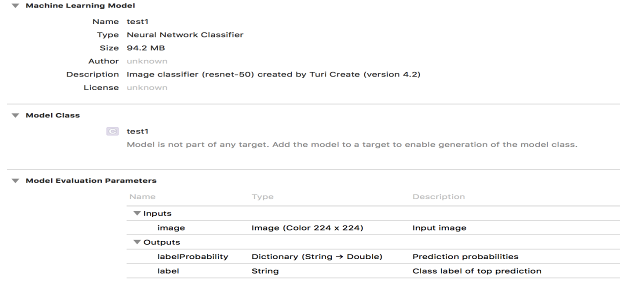 Machine Learning Model
Name test1
Type Neural Network Classifier
Size 94.2 MB
Author unknown
Description Image classifier (resnet-50) created by Turi Create (version 4.2)
License unknown
Model Class
C test1
Model is not part of any target. Add the model to a target to enable generation of the model class.
Model Evaluation Parameters
Name Type Description
Inputs
image Image (Color 224 x 224) Input image
Outputs
labelProbability Dictionary (String → Double) Prediction probabilities
label String Class label of top prediction